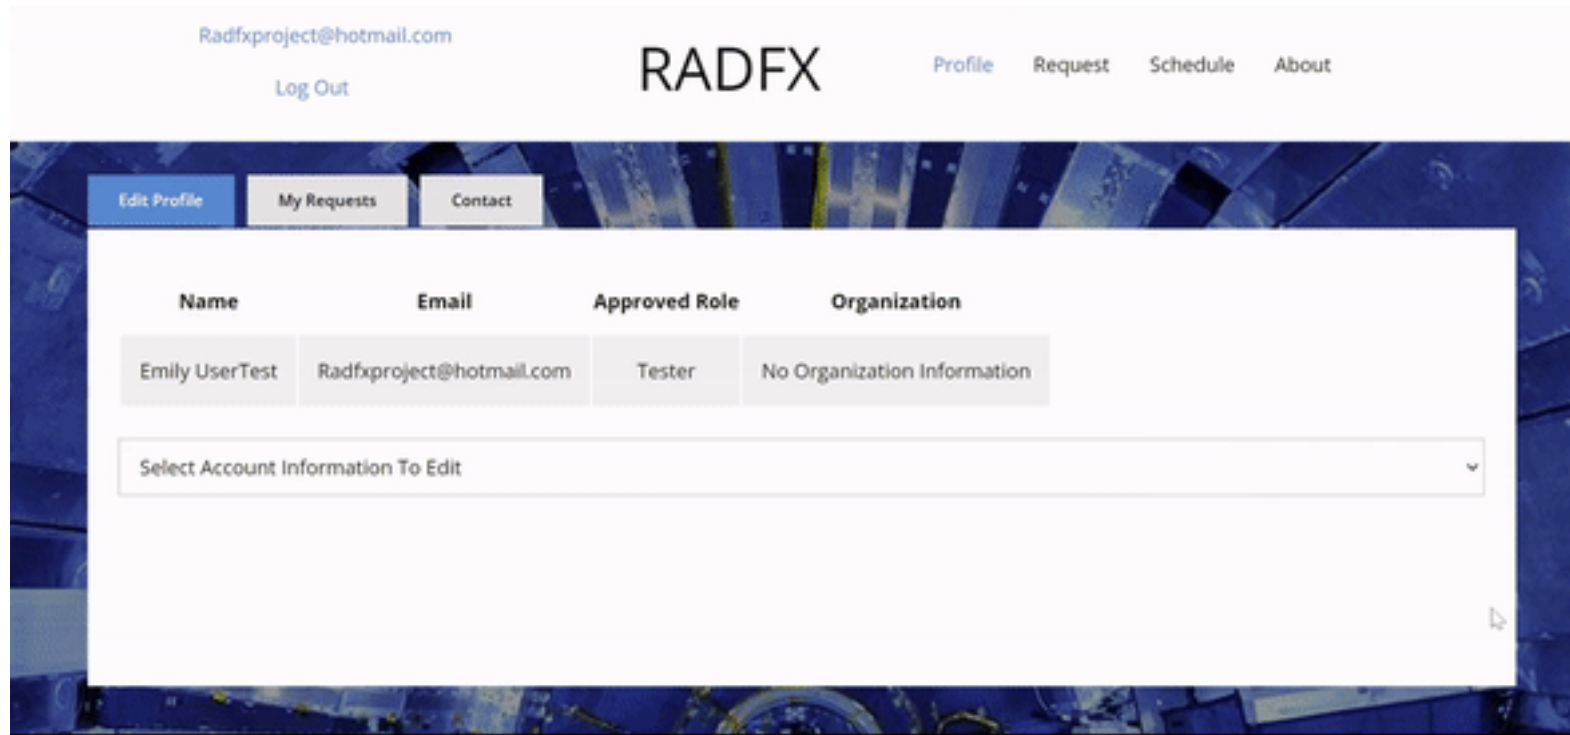 Radfxproject@hotmail.com
Log Out
RADFX
Profile Request Schedule About
Edit Profile My Requests Contact
Name Email Approved Role Organization
Emily UserTest Radfxproject@hotmail.com Tester No Organization Information
Select Account Information To Edit